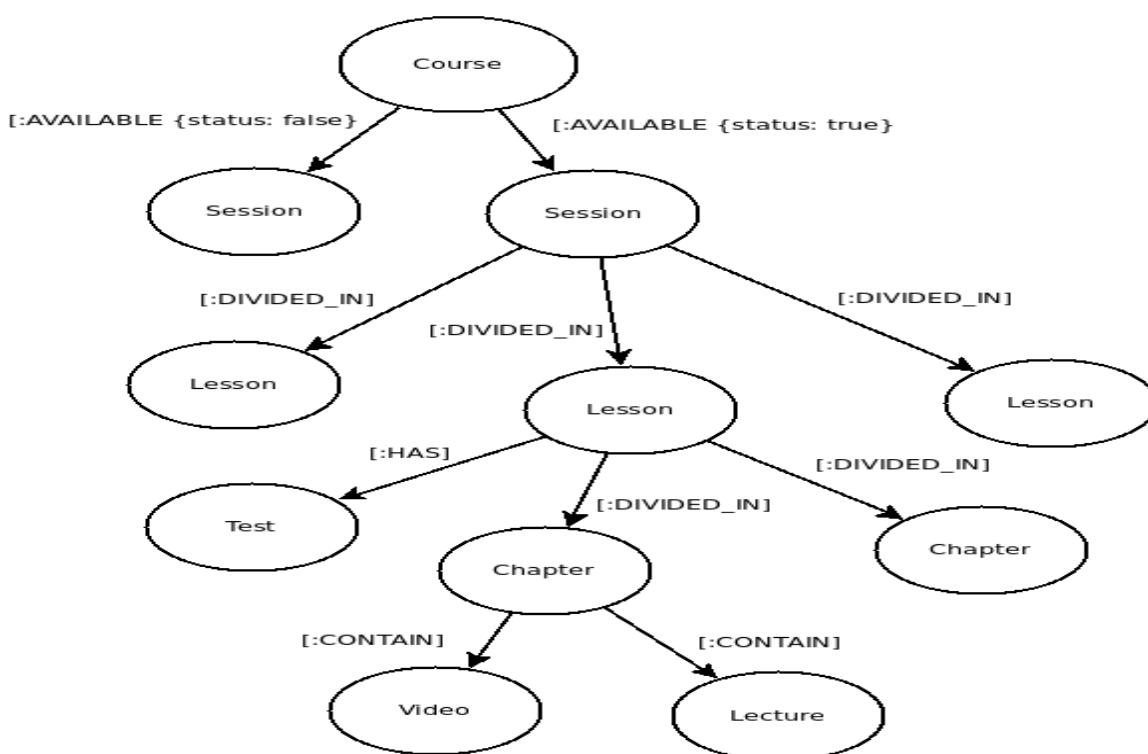 Course
[:AVAILABLE {status: false}
[:AVAILABLE {status: true}
Session
Session
[:DIVIDED_IN]
[:DIVIDED_IN]
[:DIVIDED_IN]
Lesson
Lesson
Lesson
[:HAS]
[:DIVIDED_IN]
[:DIVIDED_IN]
Test
Chapter
Chapter
[:CONTAIN]
[:CONTAIN]
Video
Lecture